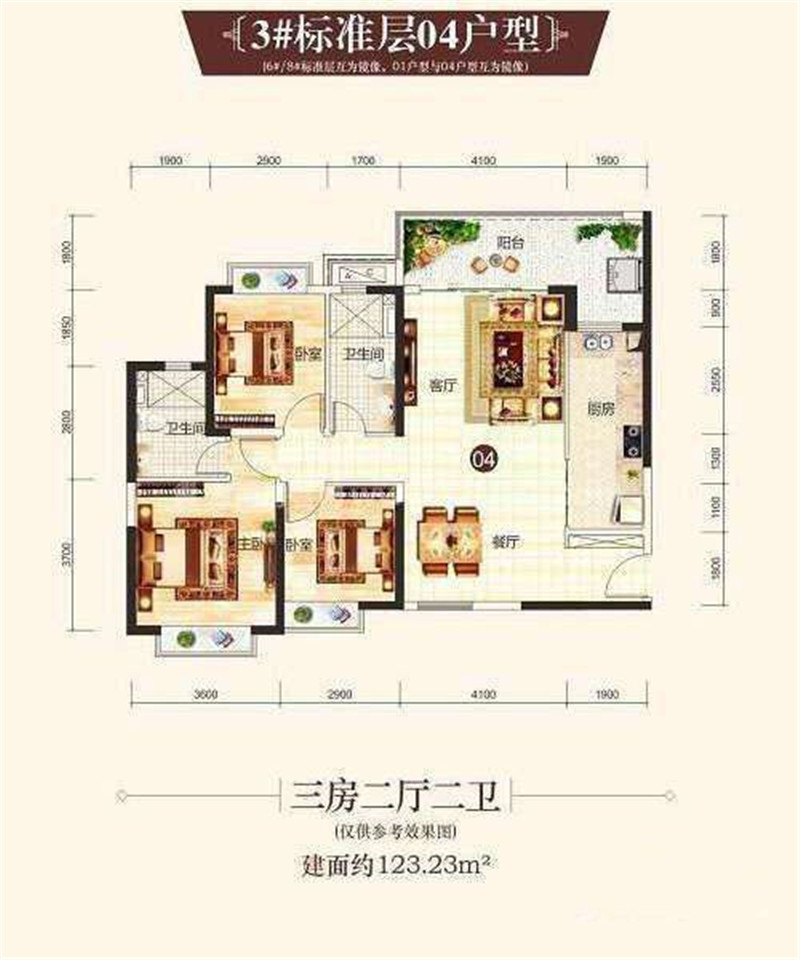 3#标准层04户型
(6#/8#标准层互为镜像，01户型与04户型互为镜像)
1900 2900 1700 4100 1900
1800
1850
2800
3700
1800
900
2550
1300
1100
1800
阳台
A C
卧室
卫生间
客厅
厨房
卫生间
04
主卧
卧室
餐厅
3600 2900 4100 1900
三房二厅二卫
(仅供参考效果图)
建面约123.23m²